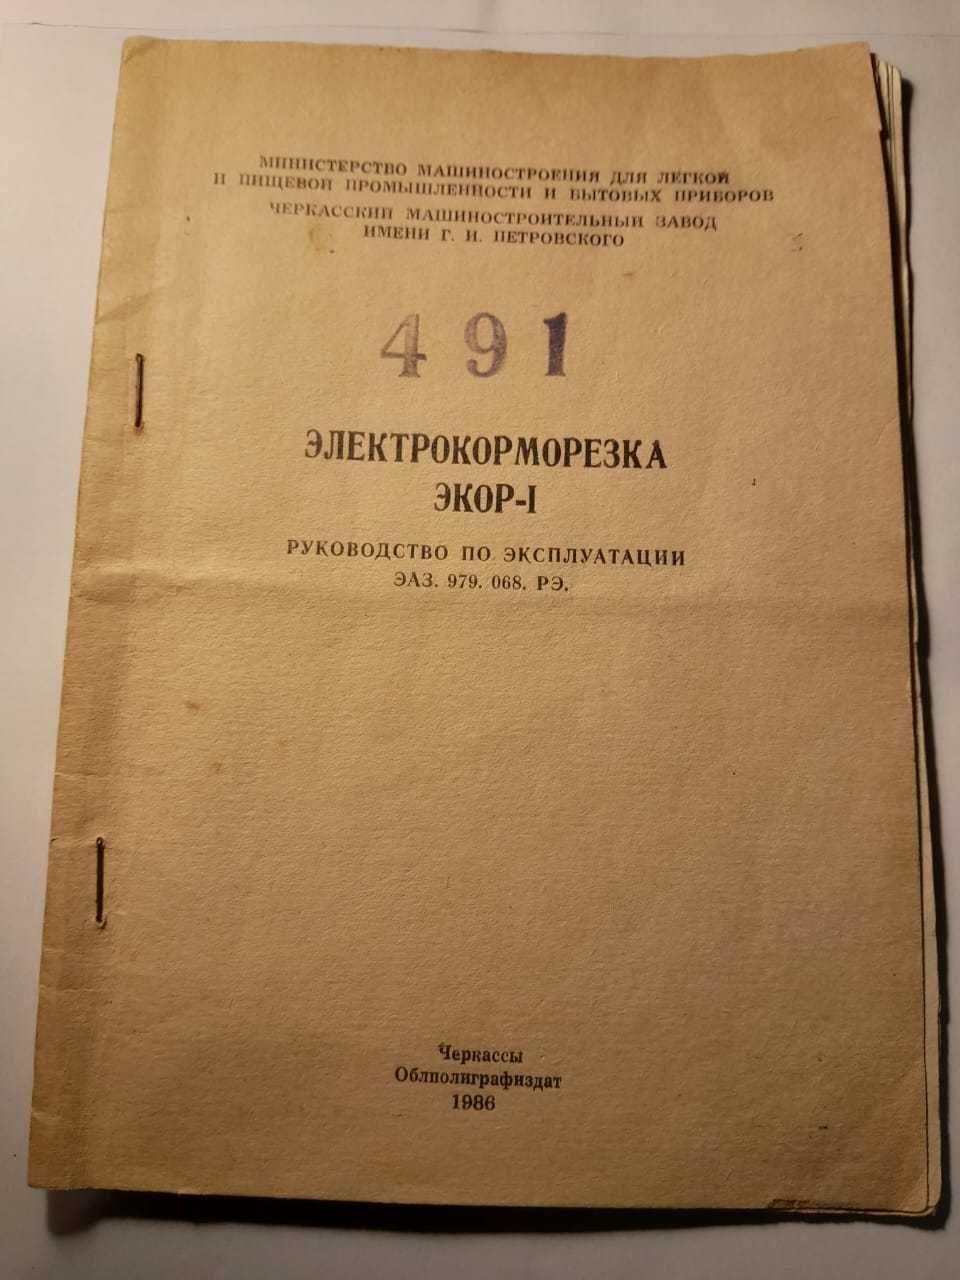 МИНИСТЕРСТВО МАШИНОСТРОЕНИЯ ДЛЯ ЛЕГКОЙ
И ПИЩЕВОЙ ПРОМЫШЛЕННОСТИ И БЫТОВЫХ ПРИБОРОВ
ЧЕРКАССКИЙ МАШИНОСТРОИТЕЛЬНЫЙ ЗАВОД
ИМЕНИ Г. И. ПЕТРОВСКОГО
491
ЭЛЕКТРОКОРМОРЕЗКА
ЭКОР-I
РУКОВОДСТВО ПО ЭКСПЛУАТАЦИИ
ЭАЗ. 979. 068. РЭ.
Черкассы
Облполиграфиздат
1986